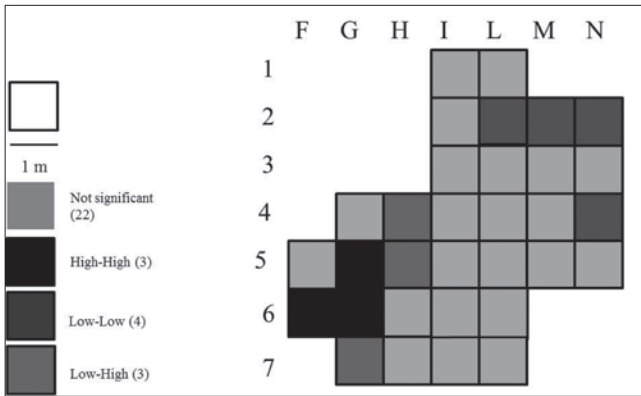 F G H I L M N
1
2
3
4
5
6
7
1 m
Not significant
(22)
High-High (3)
Low-Low (4)
Low-High (3)